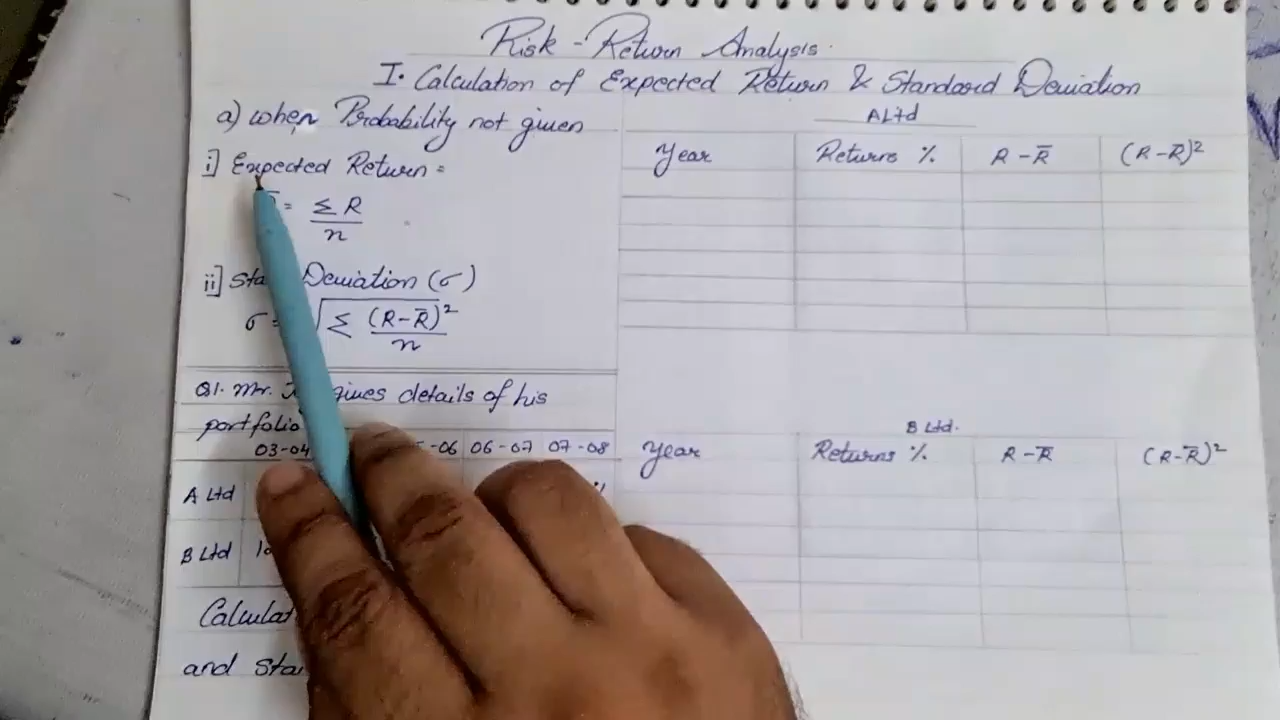 Risk - Return Analysis.
I. Calculation of Expected Return & Standard Deviation
a) when Probability not given
i] Expected Return =
= ΣR / n
ii] Sta Deviation (σ)
σ = √Σ (R-R̅)² / n
Q1. Mr. gives details of his
portfolio
03-04 -06 06-07 07-08
A Ltd
B Ltd
Calculat
and Sta
A Ltd
Year Returns % R - R̅ (R-R̅)²
B Ltd.
Year Returns % R - R̅ (R-R̅)²